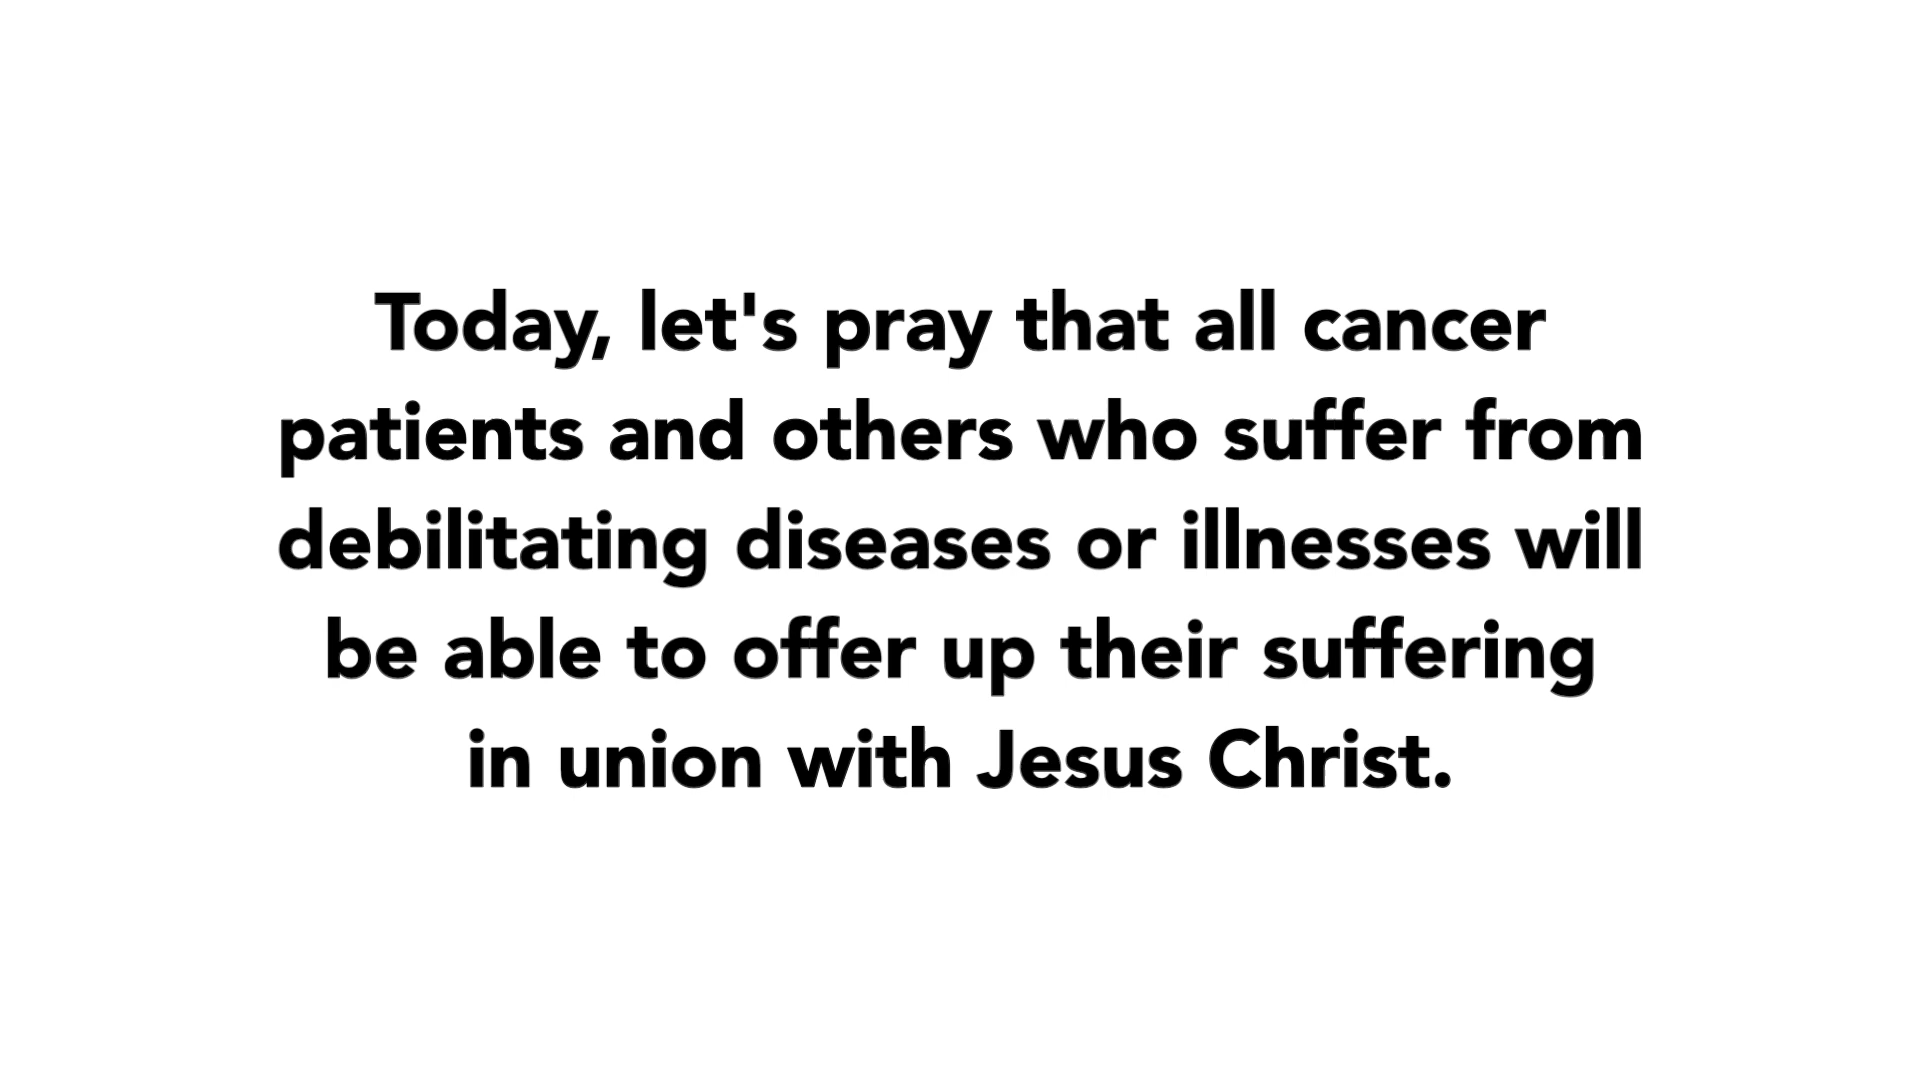 Today, let's pray that all cancer
patients and others who suffer from
debilitating diseases or illnesses will
be able to offer up their suffering
in union with Jesus Christ.